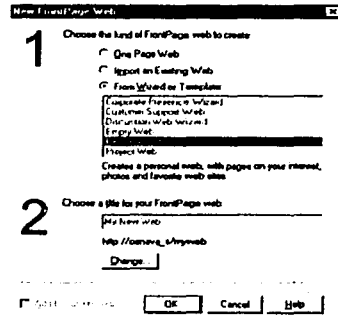 New FrontPage Web
1
Choose the kind of FrontPage web to create
One Page Web
Import an Existing Web
From Wizard or Template
Corporate Presence Wizard
Customer Support Web
Discussion Web Wizard
Empty Web
Project Web
Creates a personal web, with pages on your interest,
photos and favorite web sites
2
Choose a title for your FrontPage web
My New Web
Change...
OK
Cancel
Help